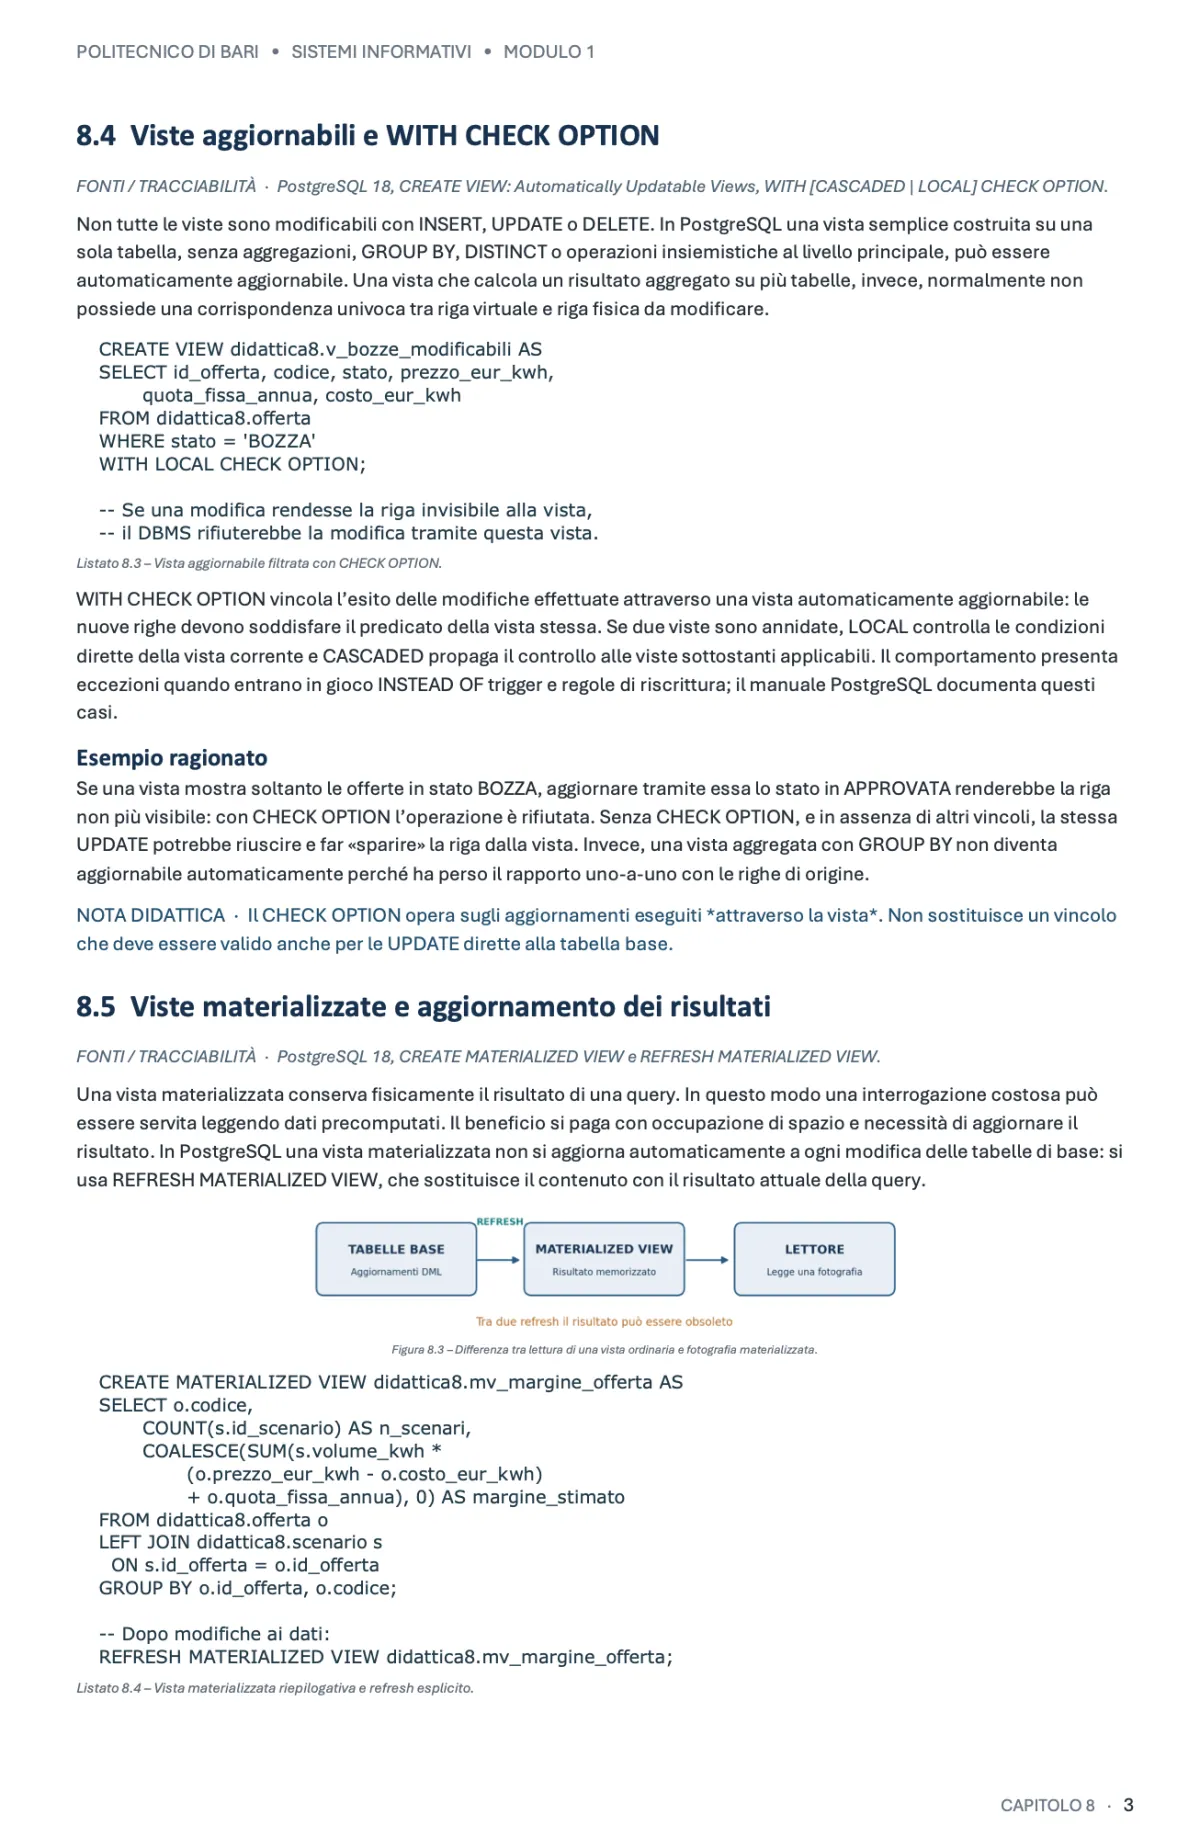 POLITECNICO DI BARI • SISTEMI INFORMATIVI • MODULO 1
8.4 Viste aggiornabili e WITH CHECK OPTION
FONTI / TRACCIABILITÀ · PostgreSQL 18, CREATE VIEW: Automatically Updatable Views, WITH [CASCADED | LOCAL] CHECK OPTION.
Non tutte le viste sono modificabili con INSERT, UPDATE o DELETE. In PostgreSQL una vista semplice costruita su una
sola tabella, senza aggregazioni, GROUP BY, DISTINCT o operazioni insiemistiche al livello principale, può essere
automaticamente aggiornabile. Una vista che calcola un risultato aggregato su più tabelle, invece, normalmente non
possiede una corrispondenza univoca tra riga virtuale e riga fisica da modificare.
CREATE VIEW didattica8.v_bozze_modificabili AS
SELECT id_offerta, codice, stato, prezzo_eur_kwh,
quota_fissa_annua, costo_eur_kwh
FROM didattica8.offerta
WHERE stato = 'BOZZA'
WITH LOCAL CHECK OPTION;
-- Se una modifica rendesse la riga invisibile alla vista,
-- il DBMS rifiuterebbe la modifica tramite questa vista.
Listato 8.3 – Vista aggiornabile filtrata con CHECK OPTION.
WITH CHECK OPTION vincola l’esito delle modifiche effettuate attraverso una vista automaticamente aggiornabile: le
nuove righe devono soddisfare il predicato della vista stessa. Se due viste sono annidate, LOCAL controlla le condizioni
dirette della vista corrente e CASCADED propaga il controllo alle viste sottostanti applicabili. Il comportamento presenta
eccezioni quando entrano in gioco INSTEAD OF trigger e regole di riscrittura; il manuale PostgreSQL documenta questi
casi.
Esempio ragionato
Se una vista mostra soltanto le offerte in stato BOZZA, aggiornare tramite essa lo stato in APPROVATA renderebbe la riga
non più visibile: con CHECK OPTION l’operazione è rifiutata. Senza CHECK OPTION, e in assenza di altri vincoli, la stessa
UPDATE potrebbe riuscire e far «sparire» la riga dalla vista. Invece, una vista aggregata con GROUP BY non diventa
aggiornabile automaticamente perché ha perso il rapporto uno-a-uno con le righe di origine.
NOTA DIDATTICA · Il CHECK OPTION opera sugli aggiornamenti eseguiti *attraverso la vista*. Non sostituisce un vincolo
che deve essere valido anche per le UPDATE dirette alla tabella base.
8.5 Viste materializzate e aggiornamento dei risultati
FONTI / TRACCIABILITÀ · PostgreSQL 18, CREATE MATERIALIZED VIEW e REFRESH MATERIALIZED VIEW.
Una vista materializzata conserva fisicamente il risultato di una query. In questo modo una interrogazione costosa può
essere servita leggendo dati precomputati. Il beneficio si paga con occupazione di spazio e necessità di aggiornare il
risultato. In PostgreSQL una vista materializzata non si aggiorna automaticamente a ogni modifica delle tabelle di base: si
usa REFRESH MATERIALIZED VIEW, che sostituisce il contenuto con il risultato attuale della query.
REFRESH
TABELLE BASE
Aggiornamenti DML
MATERIALIZED VIEW
Risultato memorizzato
LETTORE
Legge una fotografia
Tra due refresh il risultato può essere obsoleto
Figura 8.3 – Differenza tra lettura di una vista ordinaria e fotografia materializzata.
CREATE MATERIALIZED VIEW didattica8.mv_margine_offerta AS
SELECT o.codice,
COUNT(s.id_scenario) AS n_scenari,
COALESCE(SUM(s.volume_kwh *
(o.prezzo_eur_kwh - o.costo_eur_kwh)
+ o.quota_fissa_annua), 0) AS margine_stimato
FROM didattica8.offerta o
LEFT JOIN didattica8.scenario s
ON s.id_offerta = o.id_offerta
GROUP BY o.id_offerta, o.codice;
-- Dopo modifiche ai dati:
REFRESH MATERIALIZED VIEW didattica8.mv_margine_offerta;
Listato 8.4 – Vista materializzata riepilogativa e refresh esplicito.
CAPITOLO 8 · 3